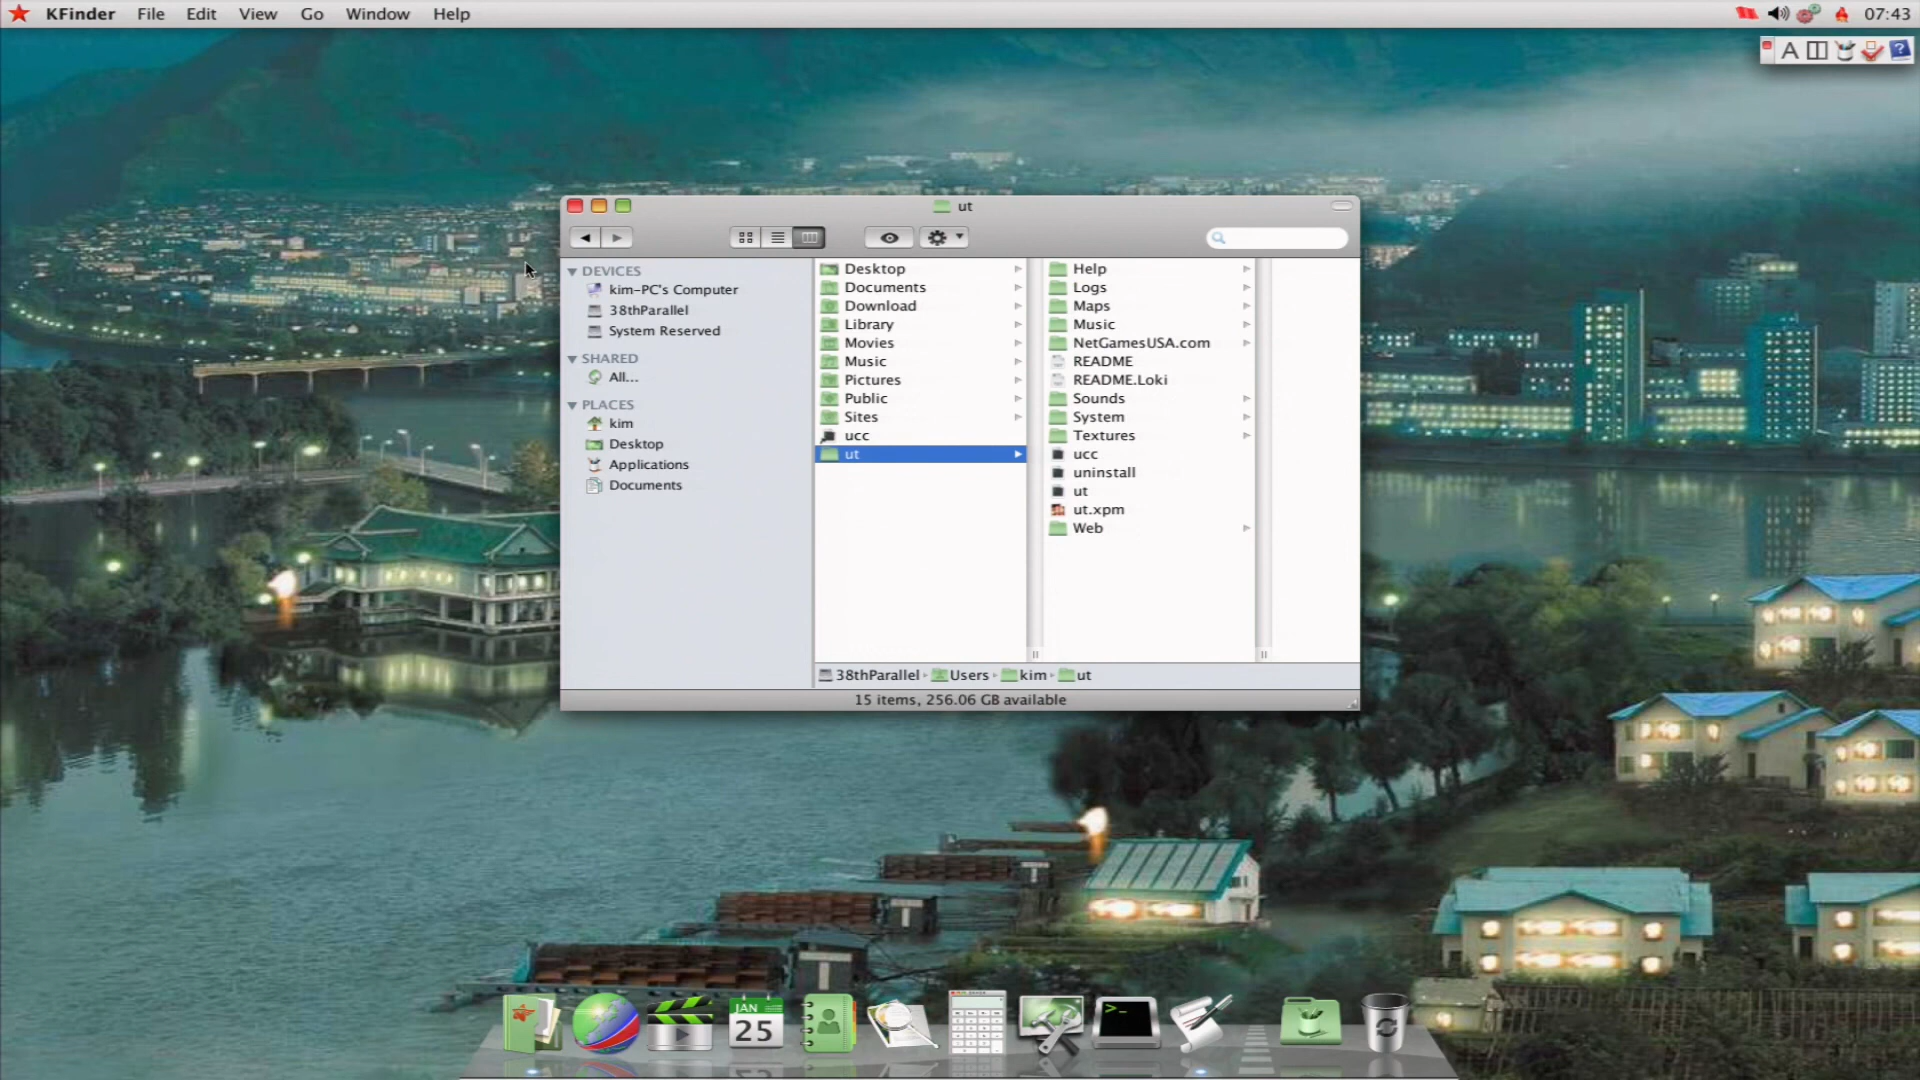 KFinder File Edit View Go Window Help 07:43
A
ut
DEVICES
kim-PC's Computer
38thParallel
System Reserved
SHARED
All...
PLACES
kim
Desktop
Applications
Documents
Desktop
Documents
Download
Library
Movies
Music
Pictures
Public
Sites
ucc
ut
Help
Logs
Maps
Music
NetGamesUSA.com
README
README.Loki
Sounds
System
Textures
ucc
uninstall
ut
ut.xpm
Web
38thParallel Users kim ut
15 items, 256.06 GB available
JAN
25
>_